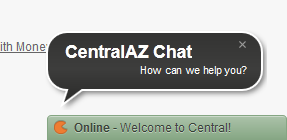 CentralAZ Chat
How can we help you?
ith Mone
Online - Welcome to Central!